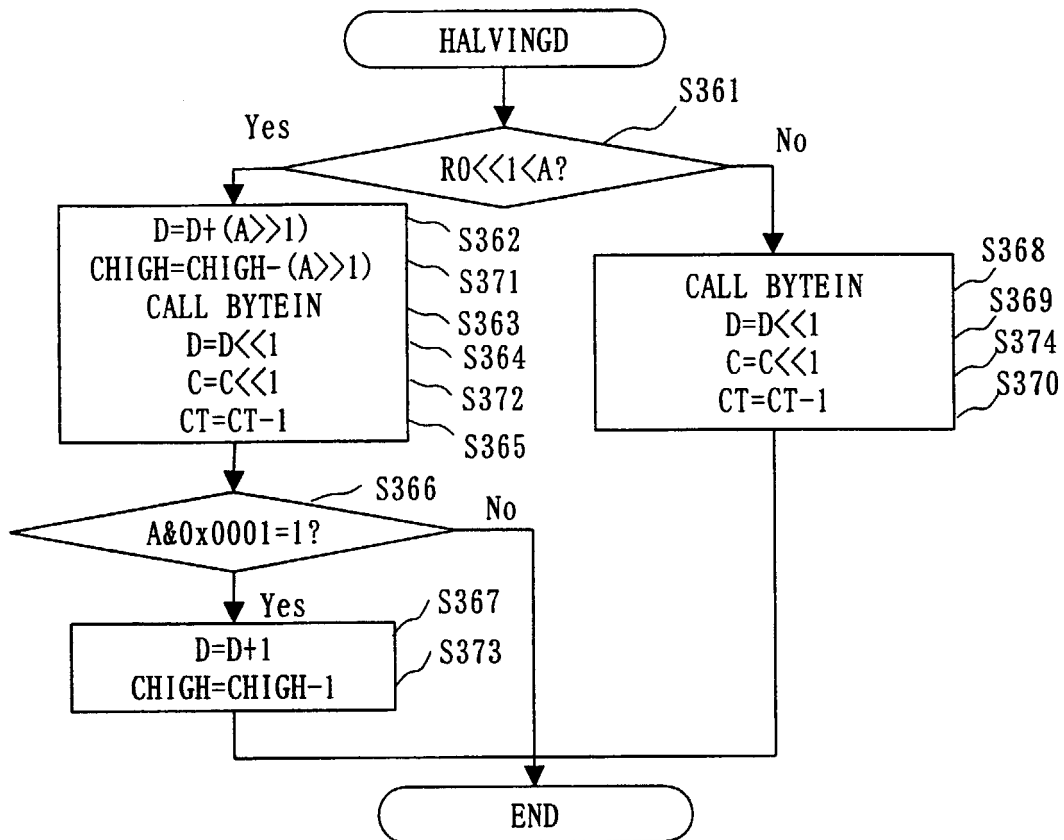 HALVINGD
S361
Yes
No
R0<<1<A?
D=D+(A>>1)
S362
CHIGH=CHIGH-(A>>1)
S371
CALL BYTEIN
S363
D=D<<1
S364
C=C<<1
S372
CT=CT-1
S365
CALL BYTEIN
S368
D=D<<1
S369
C=C<<1
S374
CT=CT-1
S370
S366
No
A&0x0001=1?
Yes
S367
D=D+1
S373
CHIGH=CHIGH-1
END